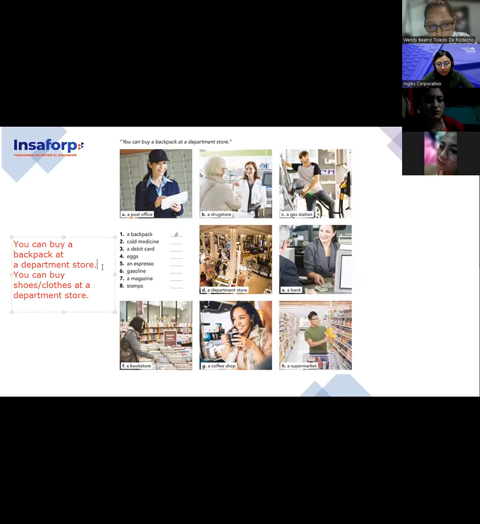 Wendy Beatriz Toledo De Rodezno
Ingles Corporativo
Insaforp
"You can buy a backpack at a department store."
a. a post office
b. a drugstore
c. a gas station
You can buy a
backpack at
a department store.
You can buy
shoes/clothes at a
department store.
1. a backpack d
2. cold medicine
3. a debit card
4. eggs
5. an espresso
6. gasoline
7. a magazine
8. stamps
d. a department store
e. a bank
f. a bookstore
g. a coffee shop
h. a supermarket